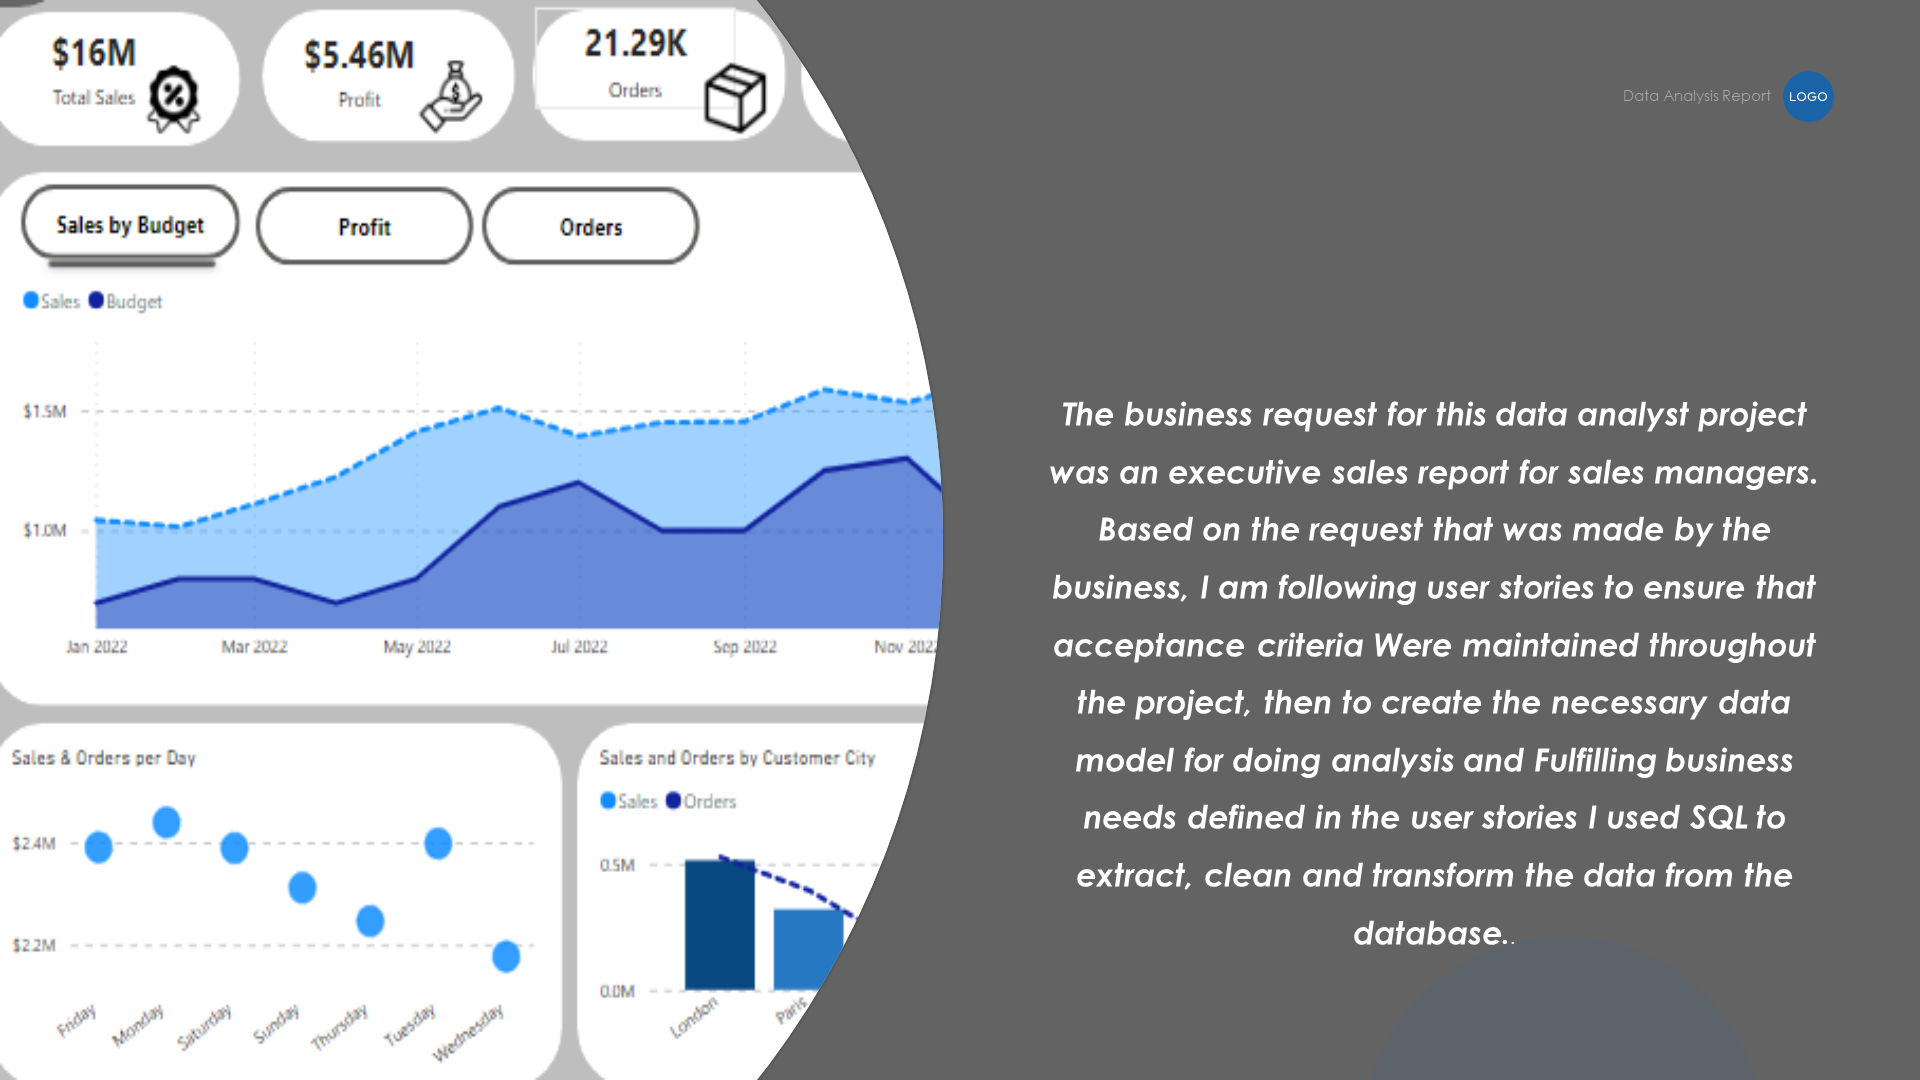 $16M
Total Sales
$5.46M
Profit
21.29K
Orders
Data Analysis Report
LOGO
Sales by Budget
Profit
Orders
Sales
Budget
$1.5M
$1.0M
Jan 2022
Mar 2022
May 2022
Jul 2022
Sep 2022
Nov 2022
The business request for this data analyst project
was an executive sales report for sales managers.
Based on the request that was made by the
business, I am following user stories to ensure that
acceptance criteria Were maintained throughout
the project, then to create the necessary data
model for doing analysis and Fulfilling business
needs defined in the user stories I used SQL to
extract, clean and transform the data from the
database..
Sales & Orders per Day
$2.4M
$2.2M
Friday
Monday
Saturday
Sunday
Thursday
Tuesday
Wednesday
Sales and Orders by Customer City
Sales
Orders
0.5M
0.0M
London
Paris